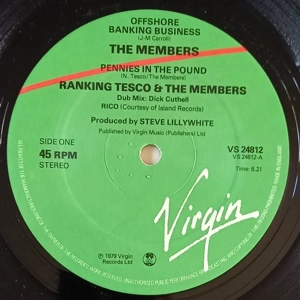 OFFSHORE
BANKING BUSINESS
(J-M Carroll)
THE MEMBERS
PENNIES IN THE POUND
(N. Tesco/The Members)
RANKING TESCO & THE MEMBERS
Dub Mix: Dick Cuthell
RICO (Courtesy of Island Records)
Produced by STEVE LILLYWHITE
Published by Virgin Music (Publishers) Ltd
SIDE ONE
45 RPM
STEREO
VS 24812
VS 24812-A
Time: 6.21
Virgin
℗ 1979 Virgin
Records Ltd